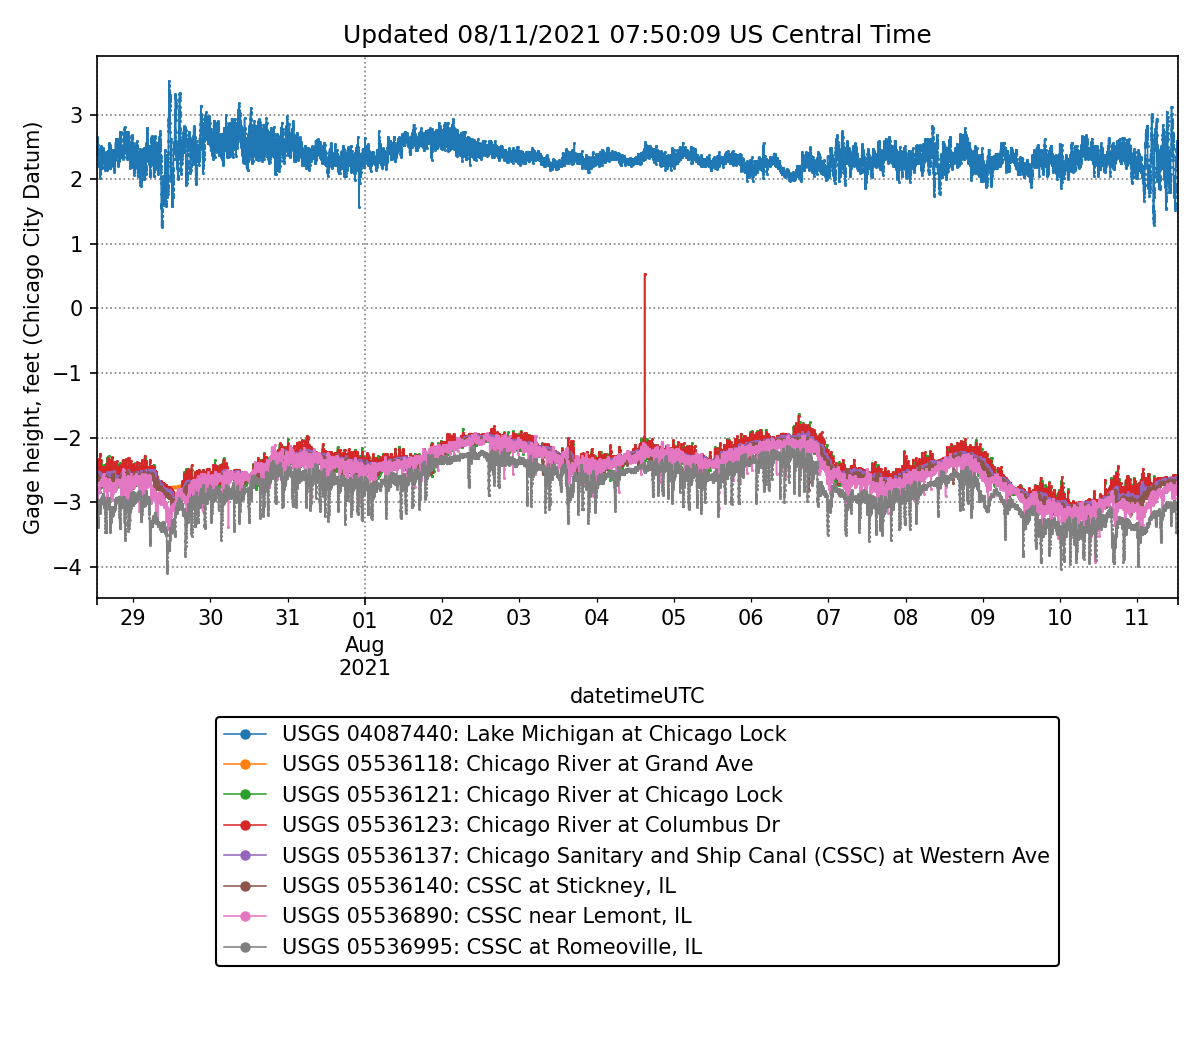 Updated 08/11/2021 07:50:09 US Central Time
Gage height, feet (Chicago City Datum)
3
2
1
0
−1
−2
−3
−4
29 30 31 01 02 03 04 05 06 07 08 09 10 11
Aug
2021
datetimeUTC
USGS 04087440: Lake Michigan at Chicago Lock
USGS 05536118: Chicago River at Grand Ave
USGS 05536121: Chicago River at Chicago Lock
USGS 05536123: Chicago River at Columbus Dr
USGS 05536137: Chicago Sanitary and Ship Canal (CSSC) at Western Ave
USGS 05536140: CSSC at Stickney, IL
USGS 05536890: CSSC near Lemont, IL
USGS 05536995: CSSC at Romeoville, IL